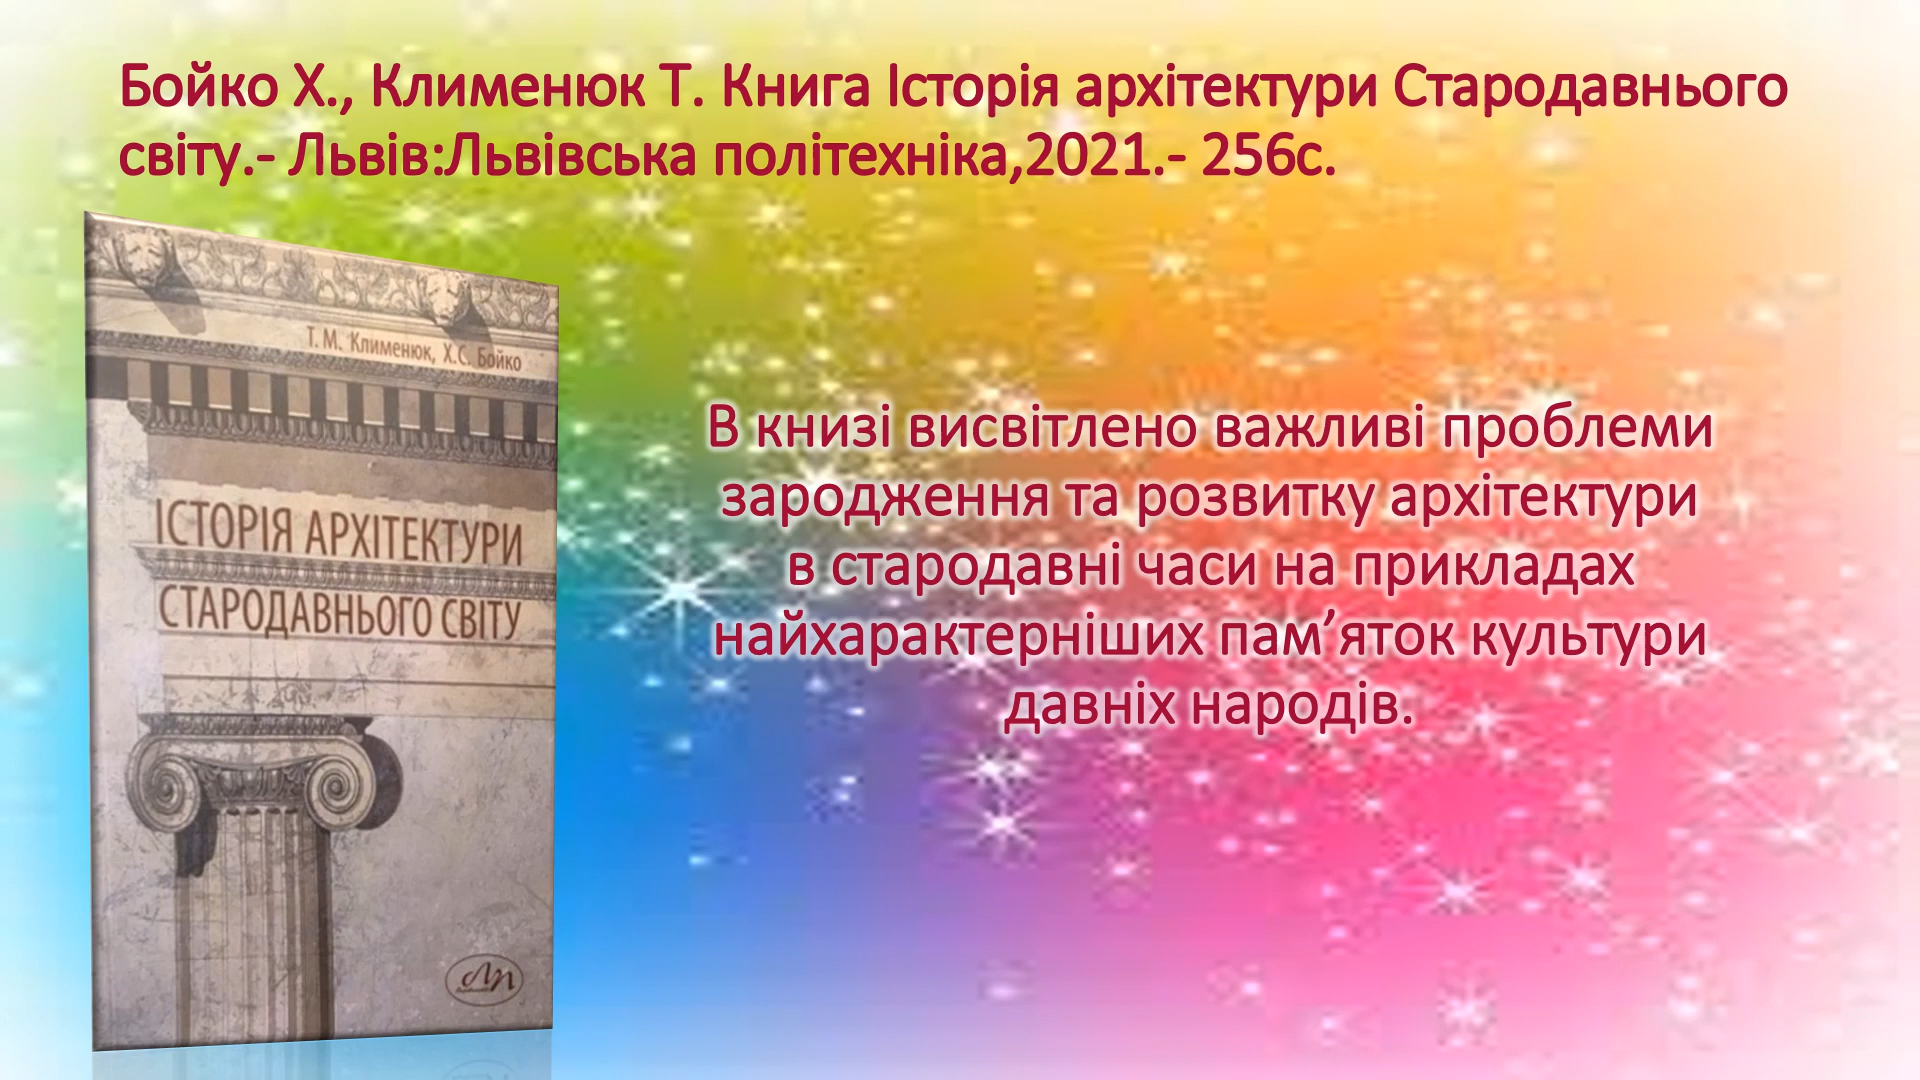 Бойко Х., Клименюк Т. Книга Історія архітектури Стародавнього
світу.- Львів:Львівська політехніка,2021.- 256с.
Т. М. Клименюк, Х.С. Бойко
ІСТОРІЯ АРХІТЕКТУРИ
СТАРОДАВНЬОГО СВІТУ
В книзі висвітлено важливі проблеми
зародження та розвитку архітектури
в стародавні часи на прикладах
найхарактерніших пам’яток культури
давніх народів.